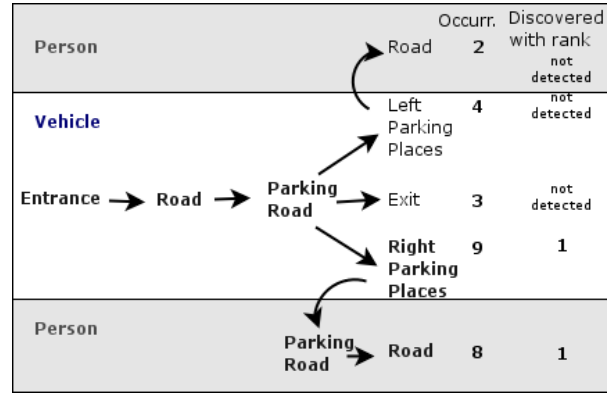 Occurr. Discovered
with rank
Person Road 2 not
detected
Vehicle Left 4 not
detected
Parking
Places
Entrance Road Parking
Road Exit 3 not
detected
Right 9 1
Parking
Places
Person
Parking
Road Road 8 1